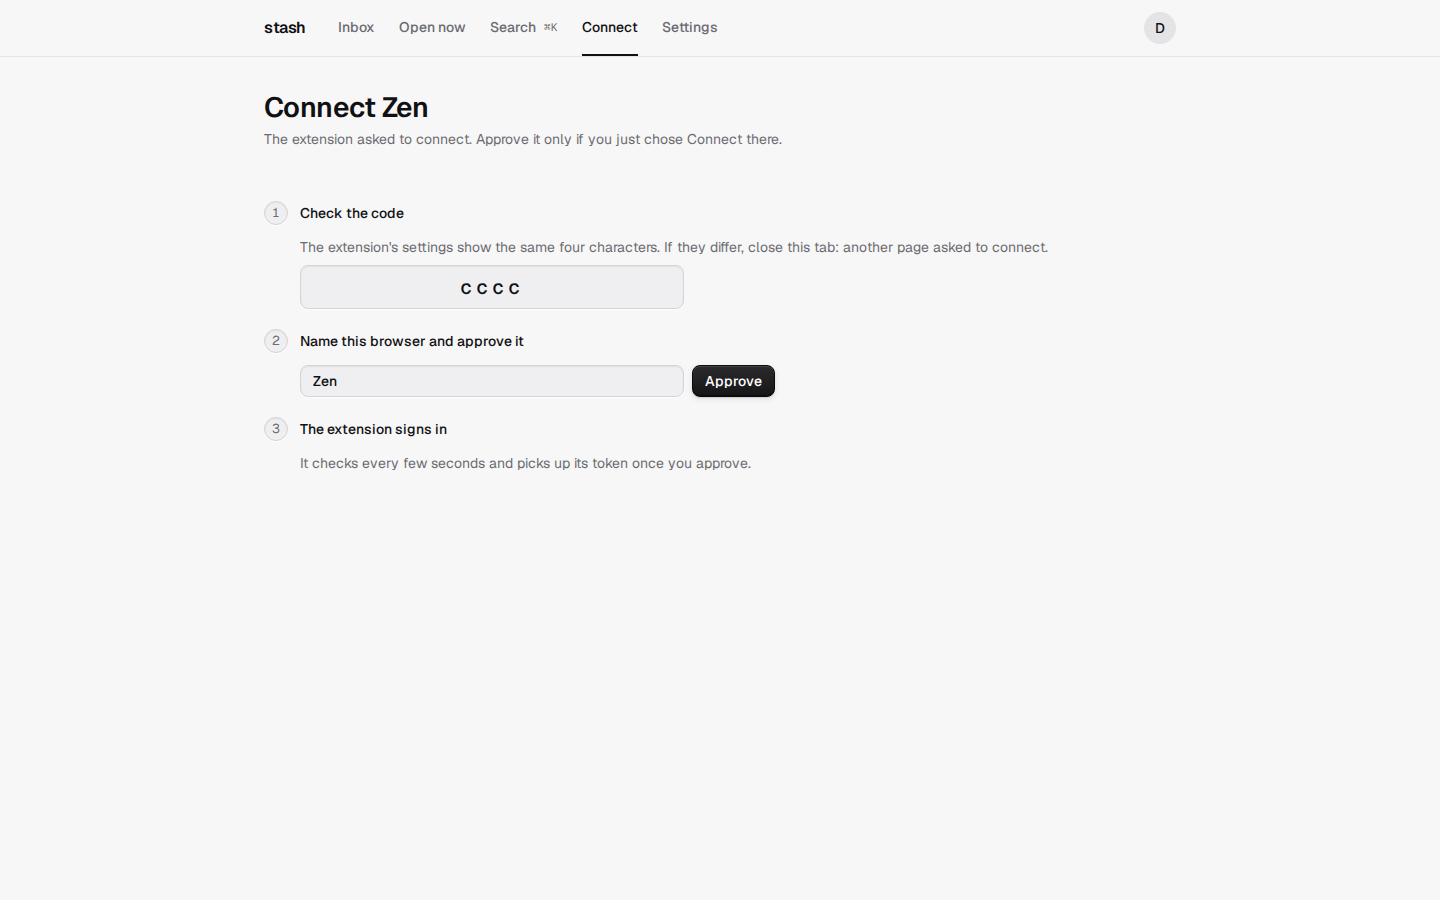 stash Inbox Open now Search ⌘K Connect Settings D
Connect Zen
The extension asked to connect. Approve it only if you just chose Connect there.
1 Check the code
The extension's settings show the same four characters. If they differ, close this tab: another page asked to connect.
C C C C
2 Name this browser and approve it
Zen Approve
3 The extension signs in
It checks every few seconds and picks up its token once you approve.